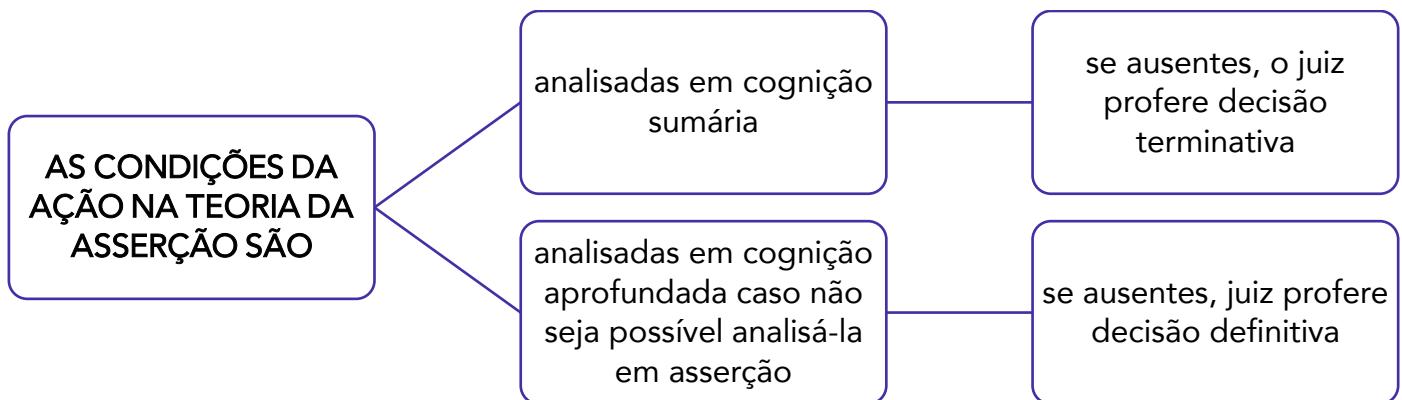 AS CONDIÇÕES DA
AÇÃO NA TEORIA DA
ASSERÇÃO SÃO
analisadas em cognição
sumária
se ausentes, o juiz
profere decisão
terminativa
analisadas em cognição
aprofundada caso não
seja possível analisá-la
em asserção
se ausentes, juiz profere
decisão definitiva